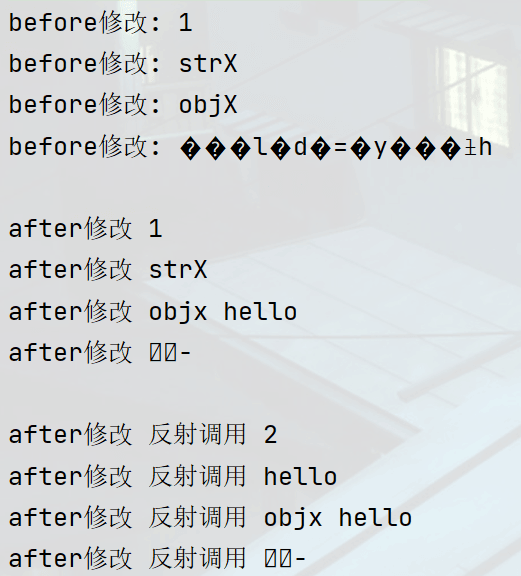 before修改: 1
before修改: strX
before修改: objX
before修改: ���l�d�=�y���h
after修改 1
after修改 strX
after修改 objx hello
after修改 -
after修改 反射调用 2
after修改 反射调用 hello
after修改 反射调用 objx hello
after修改 反射调用 -